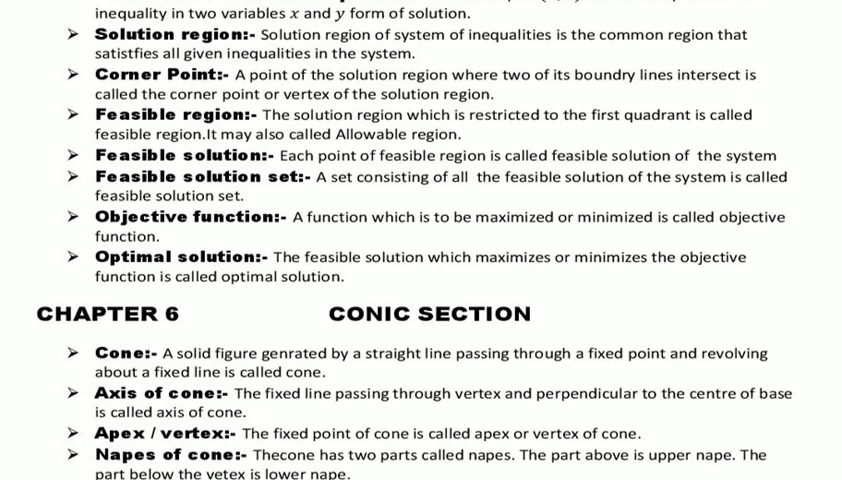 inequality in two variables x and y form of solution.
➢ Solution region:- Solution region of system of inequalities is the common region that
satistfies all given inequalities in the system.
➢ Corner Point:- A point of the solution region where two of its boundry lines intersect is
called the corner point or vertex of the solution region.
➢ Feasible region:- The solution region which is restricted to the first quadrant is called
feasible region.It may also called Allowable region.
➢ Feasible solution:- Each point of feasible region is called feasible solution of the system
➢ Feasible solution set:- A set consisting of all the feasible solution of the system is called
feasible solution set.
➢ Objective function:- A function which is to be maximized or minimized is called objective
function.
➢ Optimal solution:- The feasible solution which maximizes or minimizes the objective
function is called optimal solution.
CHAPTER 6 CONIC SECTION
➢ Cone:- A solid figure genrated by a straight line passing through a fixed point and revolving
about a fixed line is called cone.
➢ Axis of cone:- The fixed line passing through vertex and perpendicular to the centre of base
is called axis of cone.
➢ Apex / vertex:- The fixed point of cone is called apex or vertex of cone.
➢ Napes of cone:- Thecone has two parts called napes. The part above is upper nape. The
part below the vetex is lower nape.